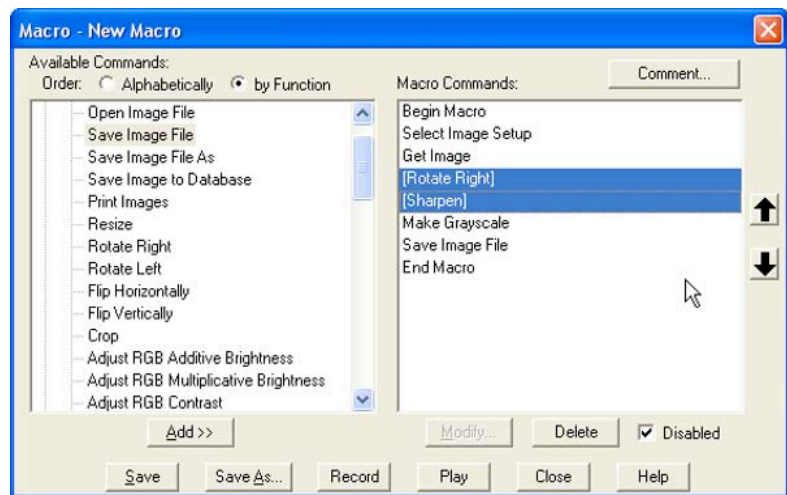 Macro - New Macro
Available Commands:
Order: Alphabetically by Function
Open Image File
Save Image File
Save Image File As
Save Image to Database
Print Images
Resize
Rotate Right
Rotate Left
Flip Horizontally
Flip Vertically
Crop
Adjust RGB Additive Brightness
Adjust RGB Multiplicative Brightness
Adjust RGB Contrast
Add >>
Macro Commands:
Comment...
Begin Macro
Select Image Setup
Get Image
[Rotate Right]
[Sharpen]
Make Grayscale
Save Image File
End Macro
Modify... Delete Disabled
Save Save As... Record Play Close Help